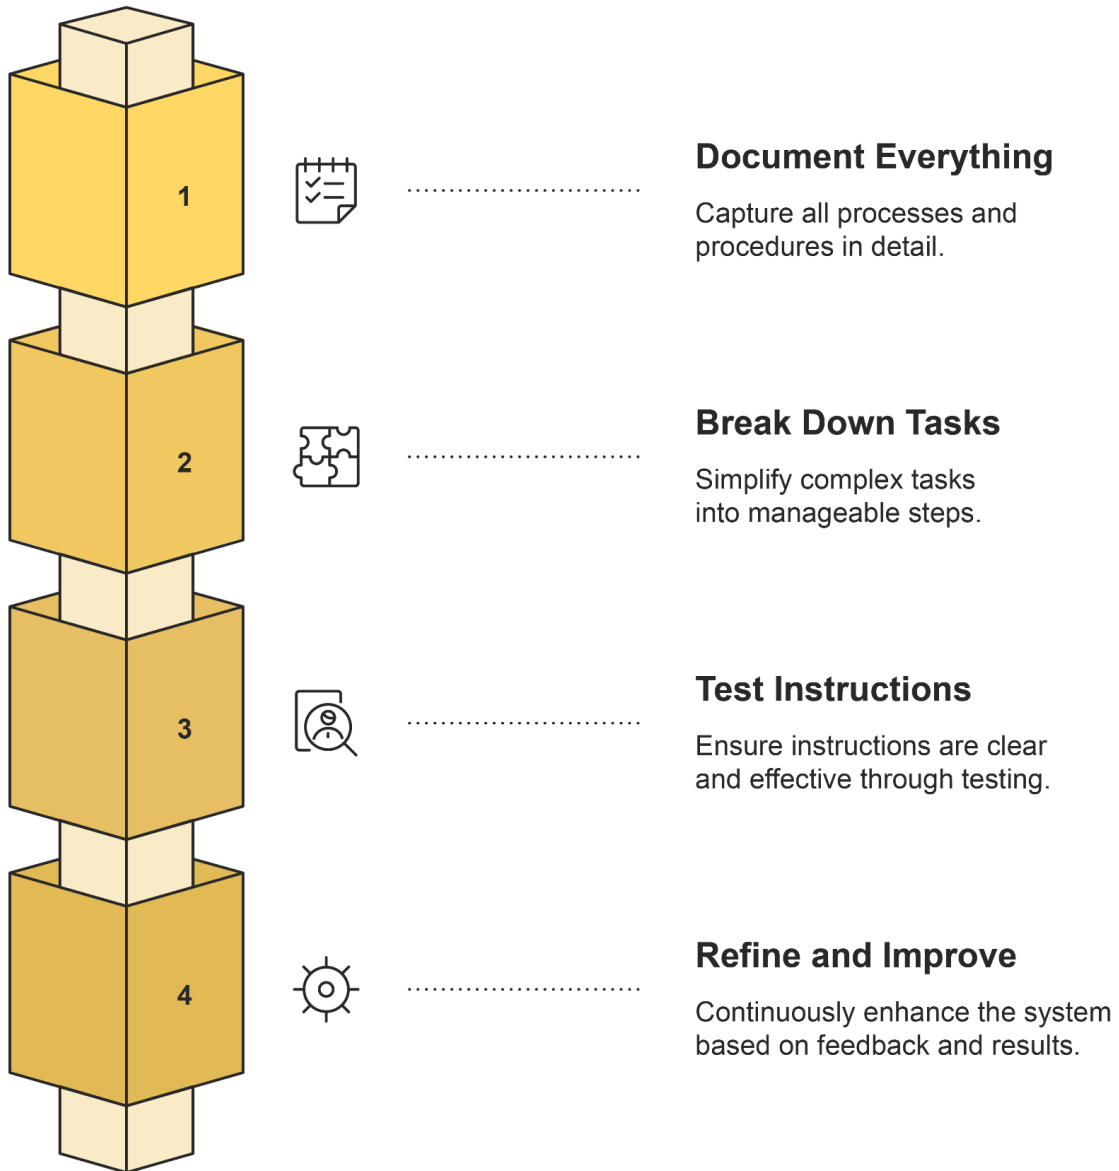 1
Document Everything
Capture all processes and
procedures in detail.
2
Break Down Tasks
Simplify complex tasks
into manageable steps.
3
Test Instructions
Ensure instructions are clear
and effective through testing.
4
Refine and Improve
Continuously enhance the system
based on feedback and results.